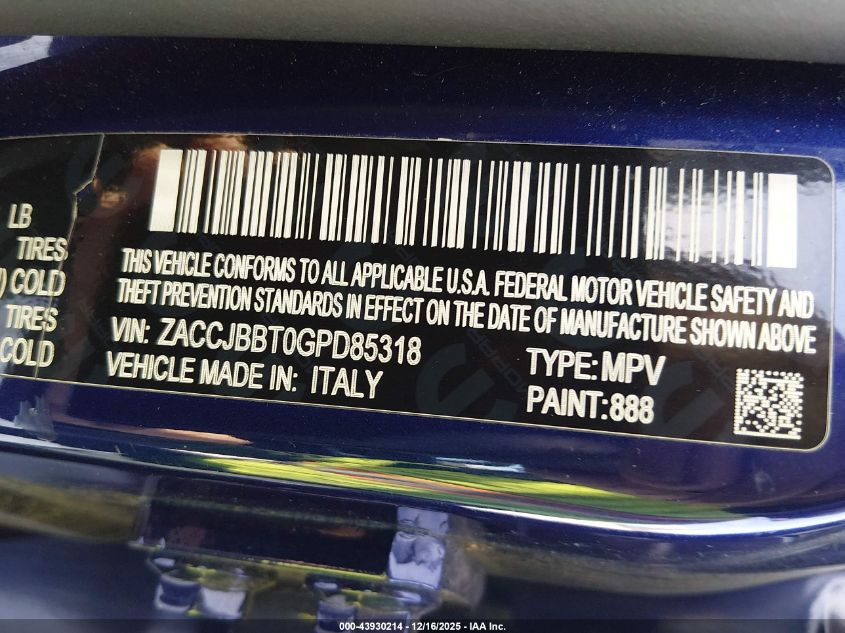 LB
TIRES
) COLD
TIRES
COLD
THIS VEHICLE CONFORMS TO ALL APPLICABLE U.S.A. FEDERAL MOTOR VEHICLE SAFETY AND
THEFT PREVENTION STANDARDS IN EFFECT ON THE DATE OF MANUFACTURE SHOWN ABOVE
VIN: ZACCJBBT0GPD85318
VEHICLE MADE IN: ITALY
TYPE: MPV
PAINT: 888
000-43930214 - 12/16/2025 - IAA Inc.